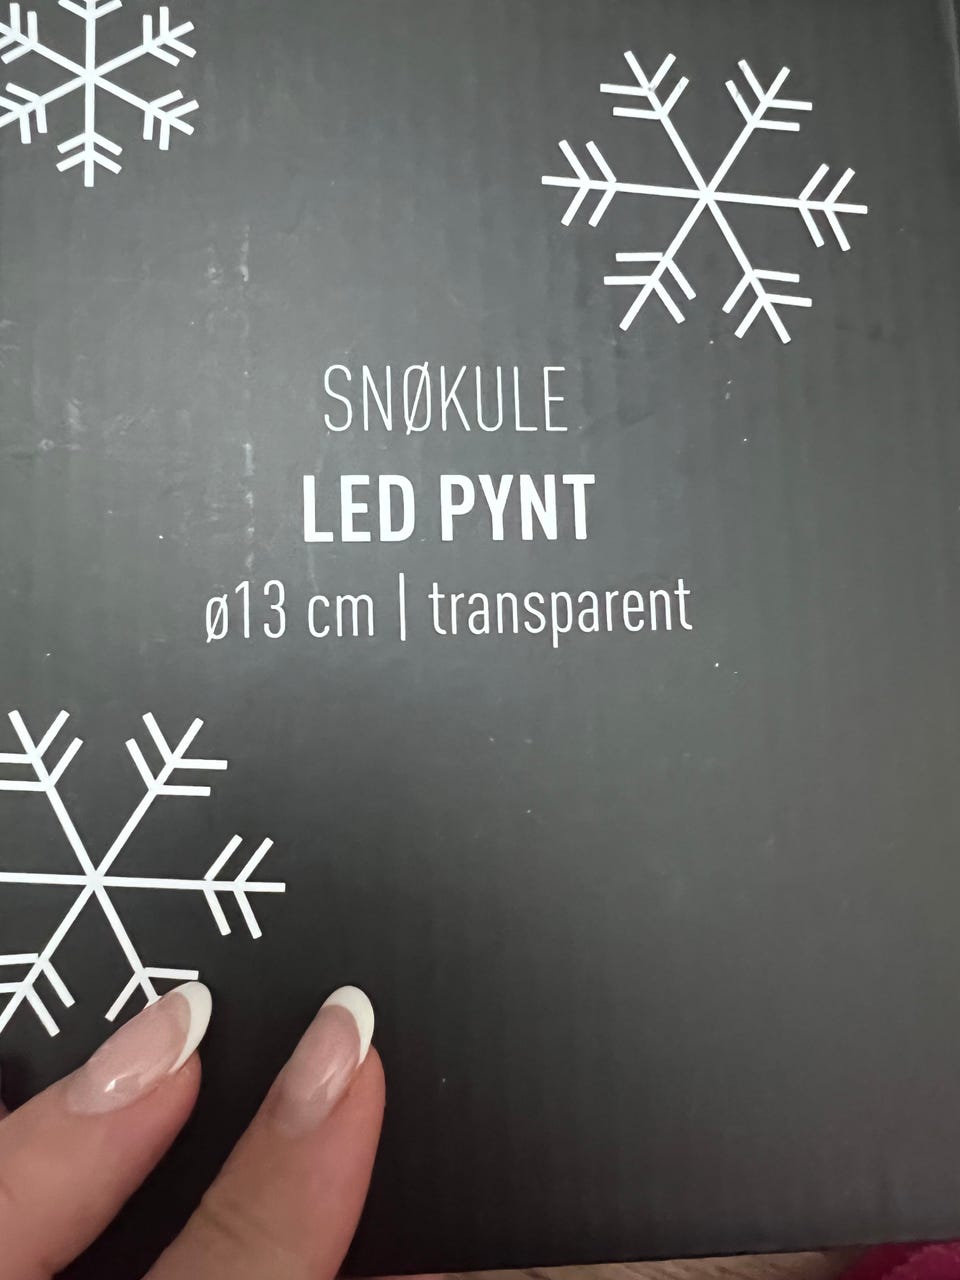 SNØKULE
LED PYNT
ø13 cm | transparent